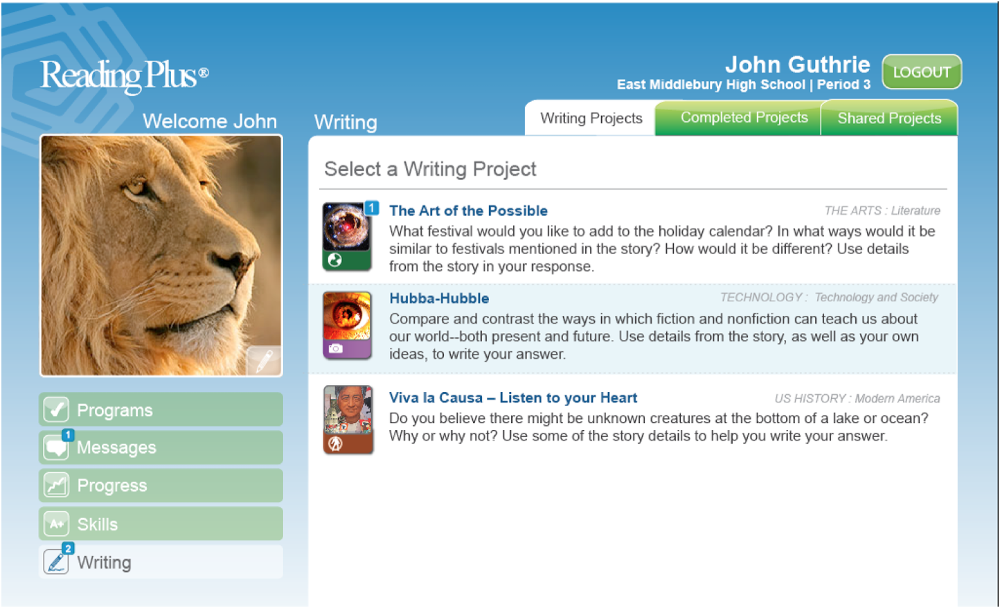 Reading Plus®
John Guthrie
East Middlebury High School | Period 3
LOGOUT
Welcome John
Writing
Writing Projects
Completed Projects
Shared Projects
Select a Writing Project
1
The Art of the Possible
THE ARTS : Literature
What festival would you like to add to the holiday calendar? In what ways would it be
similar to festivals mentioned in the story? How would it be different? Use details
from the story in your response.
Hubba-Hubble
TECHNOLOGY : Technology and Society
Compare and contrast the ways in which fiction and nonfiction can teach us about
our world--both present and future. Use details from the story, as well as your own
ideas, to write your answer.
Viva la Causa – Listen to your Heart
US HISTORY : Modern America
Do you believe there might be unknown creatures at the bottom of a lake or ocean?
Why or why not? Use some of the story details to help you write your answer.
Programs
1
Messages
Progress
A+
Skills
2
Writing